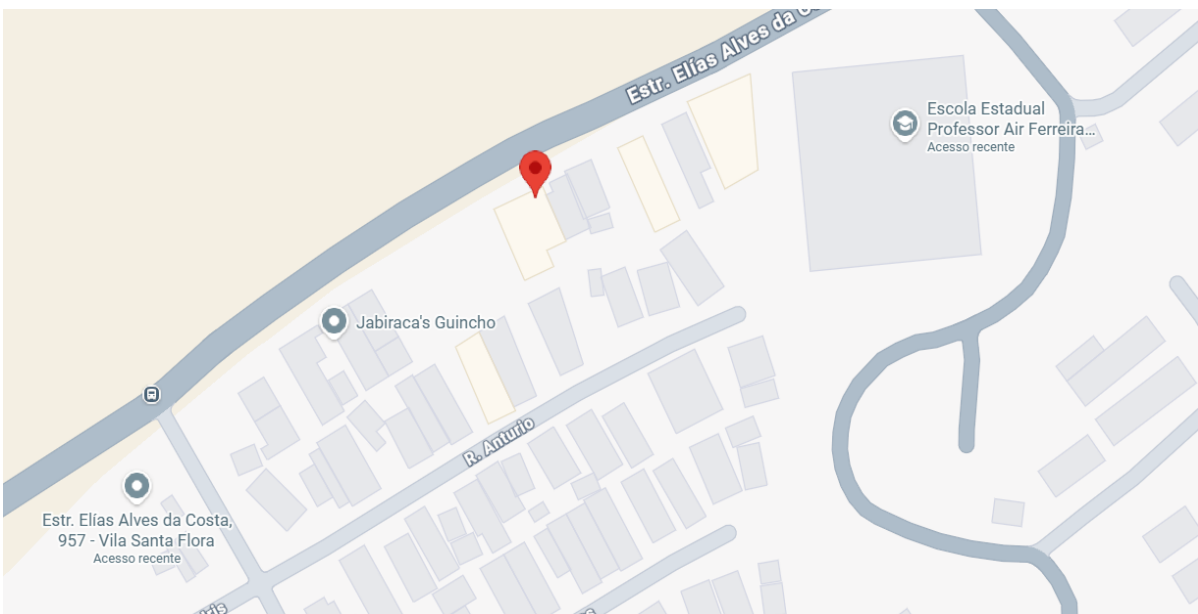 Estr. Elías Alves da
Escola Estadual
Professor Air Ferreira...
Acesso recente
Jabiraca's Guincho
R. Anturio
Estr. Elías Alves da Costa,
957 - Vila Santa Flora
Acesso recente